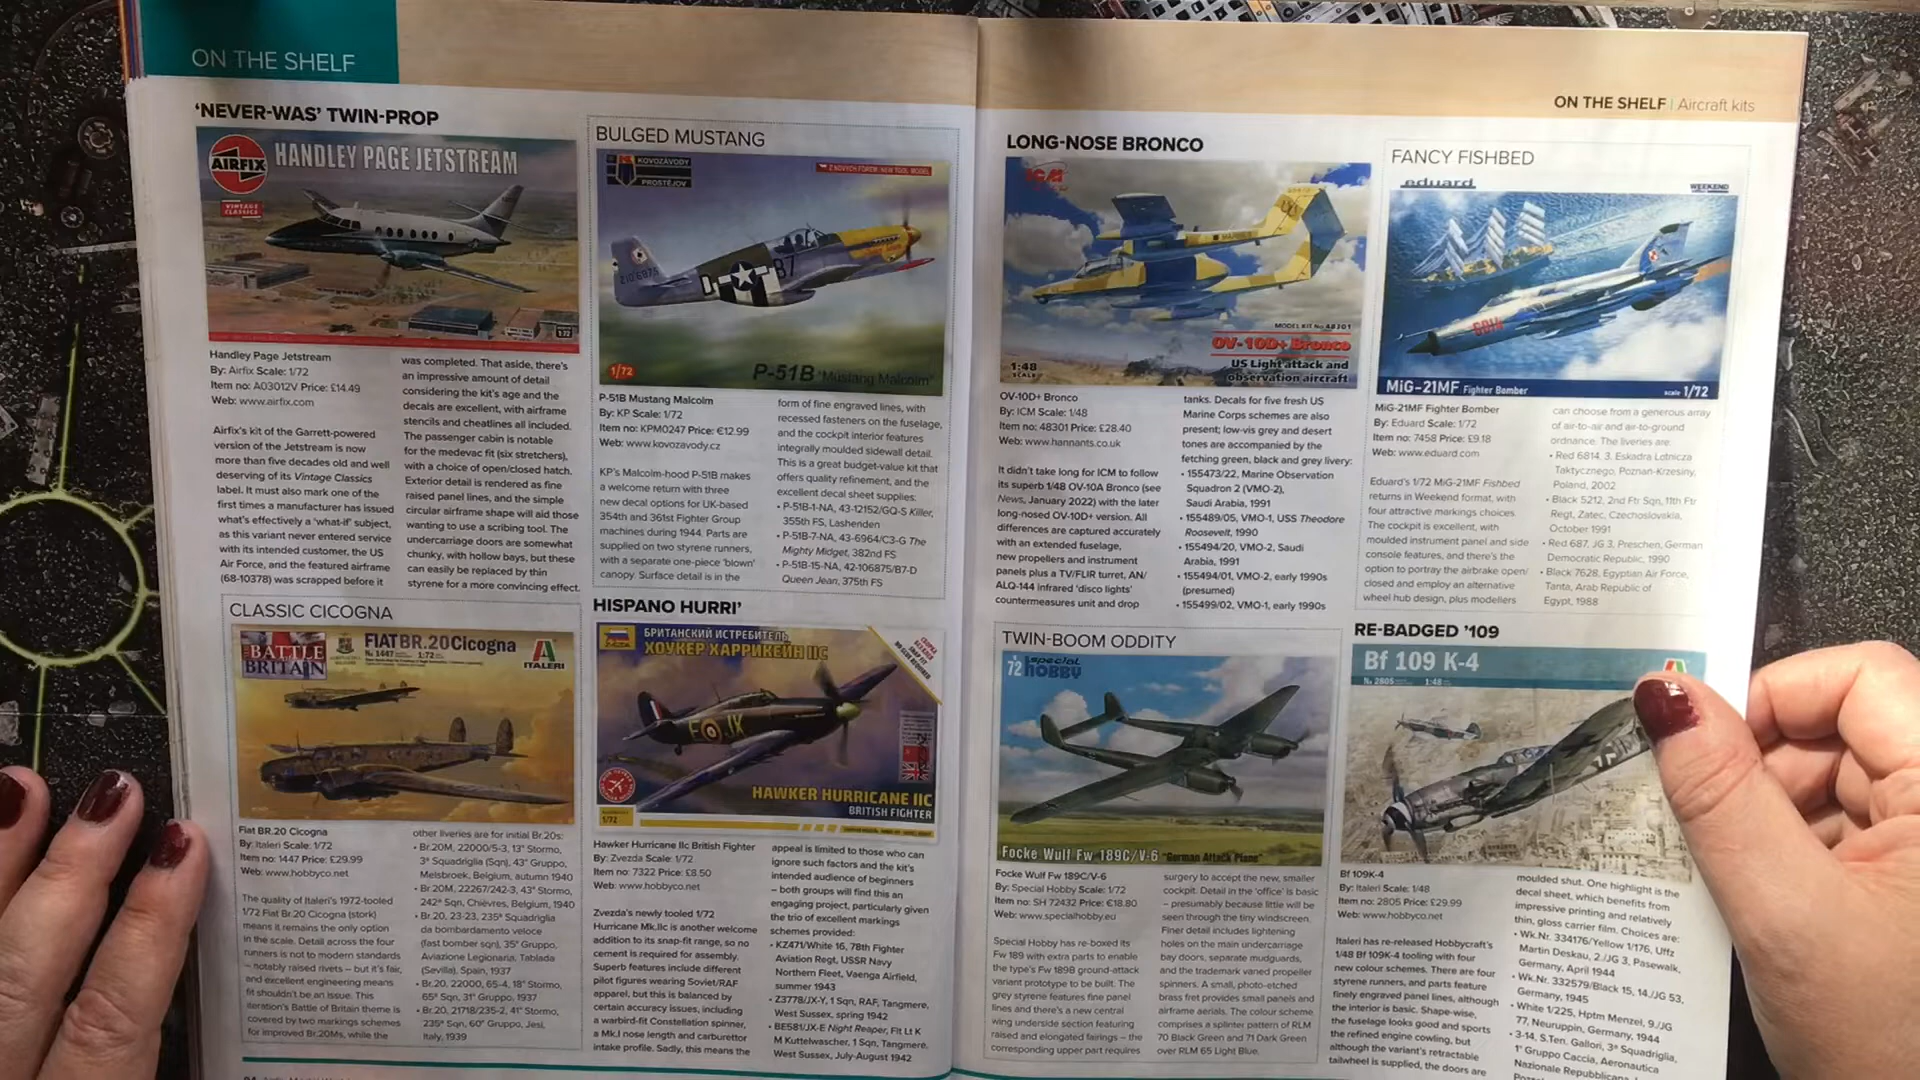 ON THE SHELF
'NEVER-WAS' TWIN-PROP
AIRFIX
HANDLEY PAGE JETSTREAM
VINTAGE
CLASSICS
1:72
Handley Page Jetstream
By: Airfix Scale: 1/72
Item no: A03012V Price: £14.49
Web: www.airfix.com
Airfix's kit of the Garrett-powered
version of the Jetstream is now
more than five decades old and well
deserving of its Vintage Classics
label. It must also mark one of the
first times a manufacturer has issued
what's effectively a 'what-if' subject,
as this variant never entered service
with its intended customer, the US
Air Force, and the featured airframe
(68-10378) was scrapped before it
was completed. That aside, there's
an impressive amount of detail
considering the kit's age and the
decals are excellent, with airframe
stencils and cheatlines all included.
The passenger cabin is notable
for the medevac fit (six stretchers),
with a choice of open/closed hatch.
Exterior detail is rendered as fine
raised panel lines, and the simple
circular airframe shape will aid those
wanting to use a scribing tool. The
undercarriage doors are somewhat
chunky, with hollow bays, but these
can easily be replaced by thin
styrene for a more convincing effect.
BULGED MUSTANG
KOVOZÁVODY
PROSTĚJOV
1/72
P-51B "Mustang Malcolm"
P-51B Mustang Malcolm
By: KP Scale: 1/72
Item no: KPM0247 Price: €12.99
Web: www.kovozavody.cz
KP's Malcolm-hood P-51B makes
a welcome return with three
new decal options for UK-based
354th and 361st Fighter Group
machines during 1944. Parts are
supplied on two styrene runners,
with a separate one-piece 'blown'
canopy. Surface detail is in the
form of fine engraved lines, with
recessed fasteners on the fuselage,
and the cockpit interior features
integrally moulded sidewall detail.
This is a great budget-value kit that
offers quality refinement, and the
excellent decal sheet supplies:
• P-51B-1-NA, 43-12152/GQ-S Killer,
355th FS, Lashenden
• P-51B-7-NA, 43-6964/C3-G The
Mighty Midget, 382nd FS
• P-51B-15-NA, 42-106875/B7-D
Queen Jean, 375th FS
CLASSIC CICOGNA
BATTLE
BRITAIN
FIAT BR.20 Cicogna
No 1447 1:72
ITALERI
Fiat BR.20 Cicogna
By: Italeri Scale: 1/72
Item no: 1447 Price: £29.99
Web: www.hobbyco.net
The quality of Italeri's 1972-tooled
1/72 Fiat Br.20 Cicogna (stork)
means it remains the only option
in the scale. Detail across the four
runners is not to modern standards
– notably raised rivets – but it's fair,
and excellent engineering means
fit shouldn't be an issue. This
iteration's Battle of Britain theme is
covered by two markings schemes
for improved Br.20Ms, while the
other liveries are for initial Br.20s:
• Br.20M, 22000/5-3, 13° Stormo,
3ª Squadriglia (Sqn), 43° Gruppo,
Melsbroek, Belgium, autumn 1940
• Br.20M, 22267/242-3, 43° Stormo,
242ª Sqn, Chièvres, Belgium, 1940
• Br.20, 23-23, 235ª Squadriglia
da bombardamento veloce
(fast bomber sqn), 35° Gruppo,
Aviazione Legionaria, Tablada
(Sevilla), Spain, 1937
• Br.20, 22000, 65-4, 18° Stormo,
65ª Sqn, 31° Gruppo, 1937
• Br.20, 21718/235-2, 41° Stormo,
235ª Sqn, 60° Gruppo, Jesi,
Italy, 1939
HISPANO HURRI'
БРИТАНСКИЙ ИСТРЕБИТЕЛЬ
ХОУКЕР ХАРРИКЕЙН IIC
1/72
HAWKER HURRICANE IIC
BRITISH FIGHTER
Hawker Hurricane IIc British Fighter
By: Zvezda Scale: 1/72
Item no: 7322 Price: £8.50
Web: www.hobbyco.net
Zvezda's newly tooled 1/72
Hurricane Mk.IIc is another welcome
addition to its snap-fit range, so no
cement is required for assembly.
Superb features include different
pilot figures wearing Soviet/RAF
apparel, but this is balanced by
certain accuracy issues, including
a warbird-fit Constellation spinner,
a Mk.I nose length and carburettor
intake profile. Sadly, this means the
appeal is limited to those who can
ignore such factors and the kit's
intended audience of beginners
– both groups will find this an
engaging project, particularly given
the trio of excellent markings
schemes provided:
• KZ471/White 16, 78th Fighter
Aviation Regt, USSR Navy
Northern Fleet, Vaenga Airfield,
summer 1943
• Z3778/JX-Y, 1 Sqn, RAF, Tangmere,
West Sussex, spring 1942
• BE581/JX-E Night Reaper, Flt Lt K
M Kuttelwascher, 1 Sqn, Tangmere,
West Sussex, July-August 1942
ON THE SHELF | Aircraft kits
LONG-NOSE BRONCO
ICM
MODEL KIT No 48301
OV-10D+ Bronco
US Light attack and
observation aircraft
1:48
SCALE
OV-10D+ Bronco
By: ICM Scale: 1/48
Item no: 48301 Price: £28.40
Web: www.hannants.co.uk
It didn't take long for ICM to follow
its superb 1/48 OV-10A Bronco (see
News, January 2022) with the later
long-nosed OV-10D+ version. All
differences are captured accurately
with an extended fuselage,
new propellers and instrument
panels plus a TV/FLIR turret, AN/
ALQ-144 infrared 'disco lights'
countermeasures unit and drop
tanks. Decals for five fresh US
Marine Corps schemes are also
present; low-vis grey and desert
tones are accompanied by the
fetching green, black and grey livery:
• 155473/22, Marine Observation
Squadron 2 (VMO-2),
Saudi Arabia, 1991
• 155489/05, VMO-1, USS Theodore
Roosevelt, 1990
• 155494/20, VMO-2, Saudi
Arabia, 1991
• 155494/01, VMO-2, early 1990s
(presumed)
• 155499/02, VMO-1, early 1990s
FANCY FISHBED
eduard
WEEKEND
MiG-21MF Fighter Bomber
scale 1/72
MiG-21MF Fighter Bomber
By: Eduard Scale: 1/72
Item no: 7458 Price: £9.18
Web: www.eduard.com
Eduard's 1/72 MiG-21MF Fishbed
returns in Weekend format, with
four attractive markings choices.
The cockpit is excellent, with
moulded instrument panel and side
console features, and there's the
option to portray the airbrake open/
closed and employ an alternative
wheel hub design, plus modellers
can choose from a generous array
of air-to-air and air-to-ground
ordnance. The liveries are:
• Red 6814, 3. Eskadra Lotnicza
Taktycznego, Poznań-Krzesiny,
Poland, 2002
• Black 5212, 2nd Ftr Sqn, 11th Ftr
Regt, Zatec, Czechoslovakia,
October 1991
• Red 687, JG 3, Preschen, German
Democratic Republic, 1990
• Black 7628, Egyptian Air Force,
Tanta, Arab Republic of
Egypt, 1988
TWIN-BOOM ODDITY
72 special
HOBBY
Focke Wulf Fw 189C/V-6 "German Attack Plane"
Focke Wulf Fw 189C/V-6
By: Special Hobby Scale: 1/72
Item no: SH 72432 Price: €18.80
Web: www.specialhobby.eu
Special Hobby has re-boxed its
Fw 189 with extra parts to enable
the type's Fw 189B ground-attack
variant prototype to be built. The
grey styrene features fine panel
lines and there's a new central
wing underside section featuring
raised and elongated fairings – the
corresponding upper part requires
surgery to accept the new, smaller
cockpit. Detail in the 'office' is basic
– presumably because little will be
seen through the tiny windscreen.
Finer detail includes lightening
holes on the main undercarriage
bay doors, separate mudguards,
and the trademark vaned propeller
spinners. A small, photo-etched
brass fret provides small panels and
airframe aerials. The colour scheme
comprises a splinter pattern of RLM
70 Black Green and 71 Dark Green
over RLM 65 Light Blue.
RE-BADGED '109
Bf 109 K-4
No 2805 1:48
Bf 109K-4
By: Italeri Scale: 1/48
Item no: 2805 Price: £29.99
Web: www.hobbyco.net
Italeri has re-released Hobbycraft's
1/48 Bf 109K-4 tooling with four
new colour schemes. There are four
styrene runners, and parts feature
finely engraved panel lines, although
the interior is basic. Shape-wise,
the fuselage looks good and sports
the refined engine cowling, but
although the variant's retractable
tailwheel is supplied, the doors are
moulded shut. One highlight is the
decal sheet, which benefits from
impressive printing and relatively
thin, gloss carrier film. Choices are:
• Wk.Nr. 334176/Yellow 1/176, Uffz
Martin Deskau, 2./JG 3, Pasewalk,
Germany, April 1944
• Wk.Nr. 332579/Black 15, 14./JG 53,
Germany, 1945
• White 1/225, Hptm Menzel, 9./JG
77, Neuruppin, Germany, 1944
• 3-14, S.Ten. Gallori, 3ª Squadriglia,
1° Gruppo Caccia, Aeronautica
Nazionale Repubblicana,